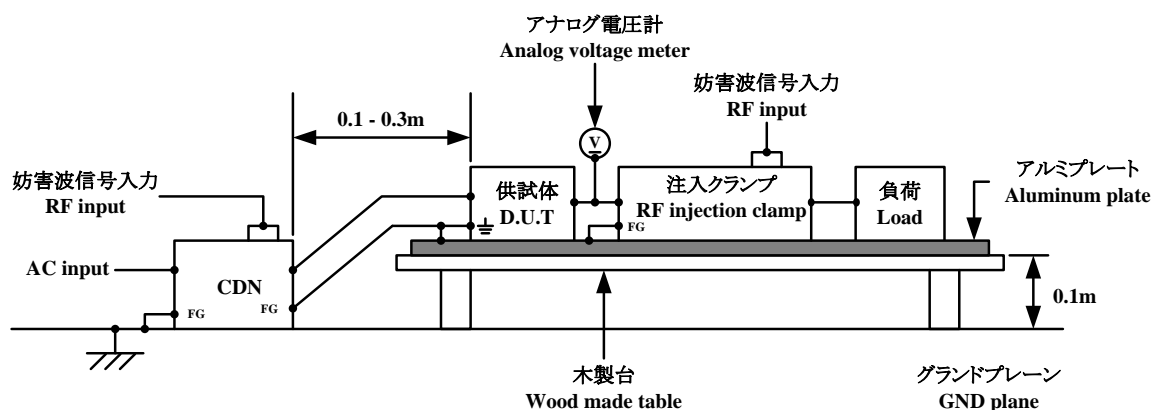 アナログ電圧計
Analog voltage meter
妨害波信号入力
RF input
0.1 - 0.3m
妨害波信号入力
RF input
V
供試体
D.U.T
注入クランプ
RF injection clamp
FG
負荷
Load
アルミプレート
Aluminum plate
AC input
CDN
FG
FG
0.1m
木製台
Wood made table
グランドプレーン
GND plane